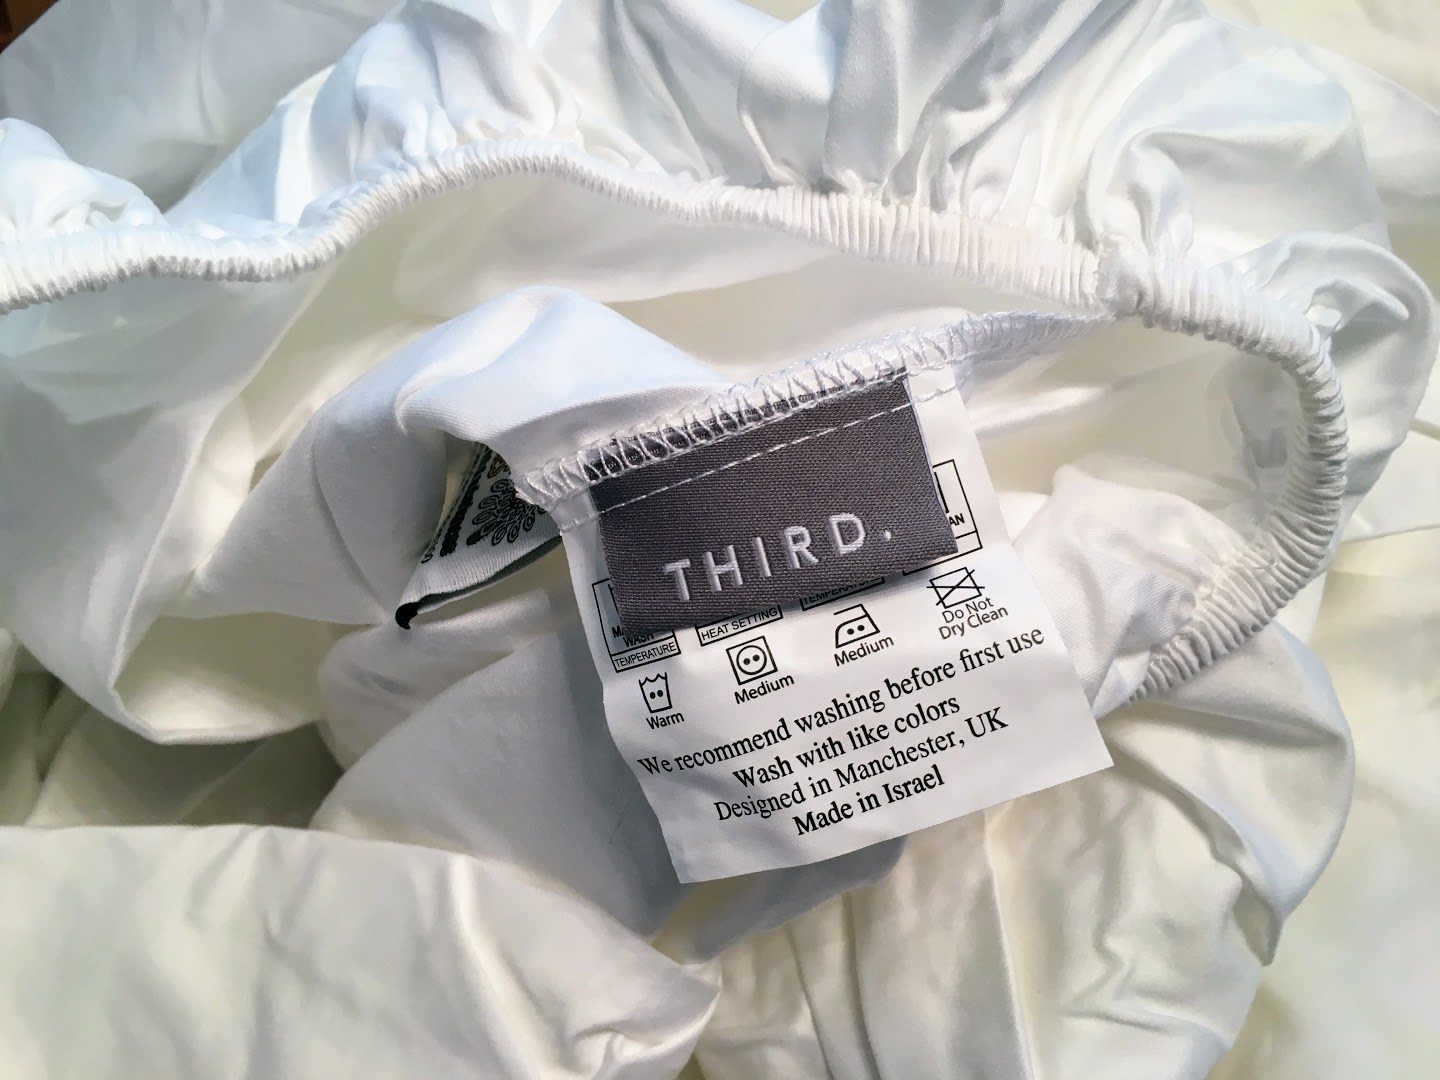 THIRD.
WASH
TEMPERATURE
HEAT SETTING
Warm
Medium
Medium
Do Not
Dry Clean
We recommend washing before first use
Wash with like colors
Designed in Manchester, UK
Made in Israel